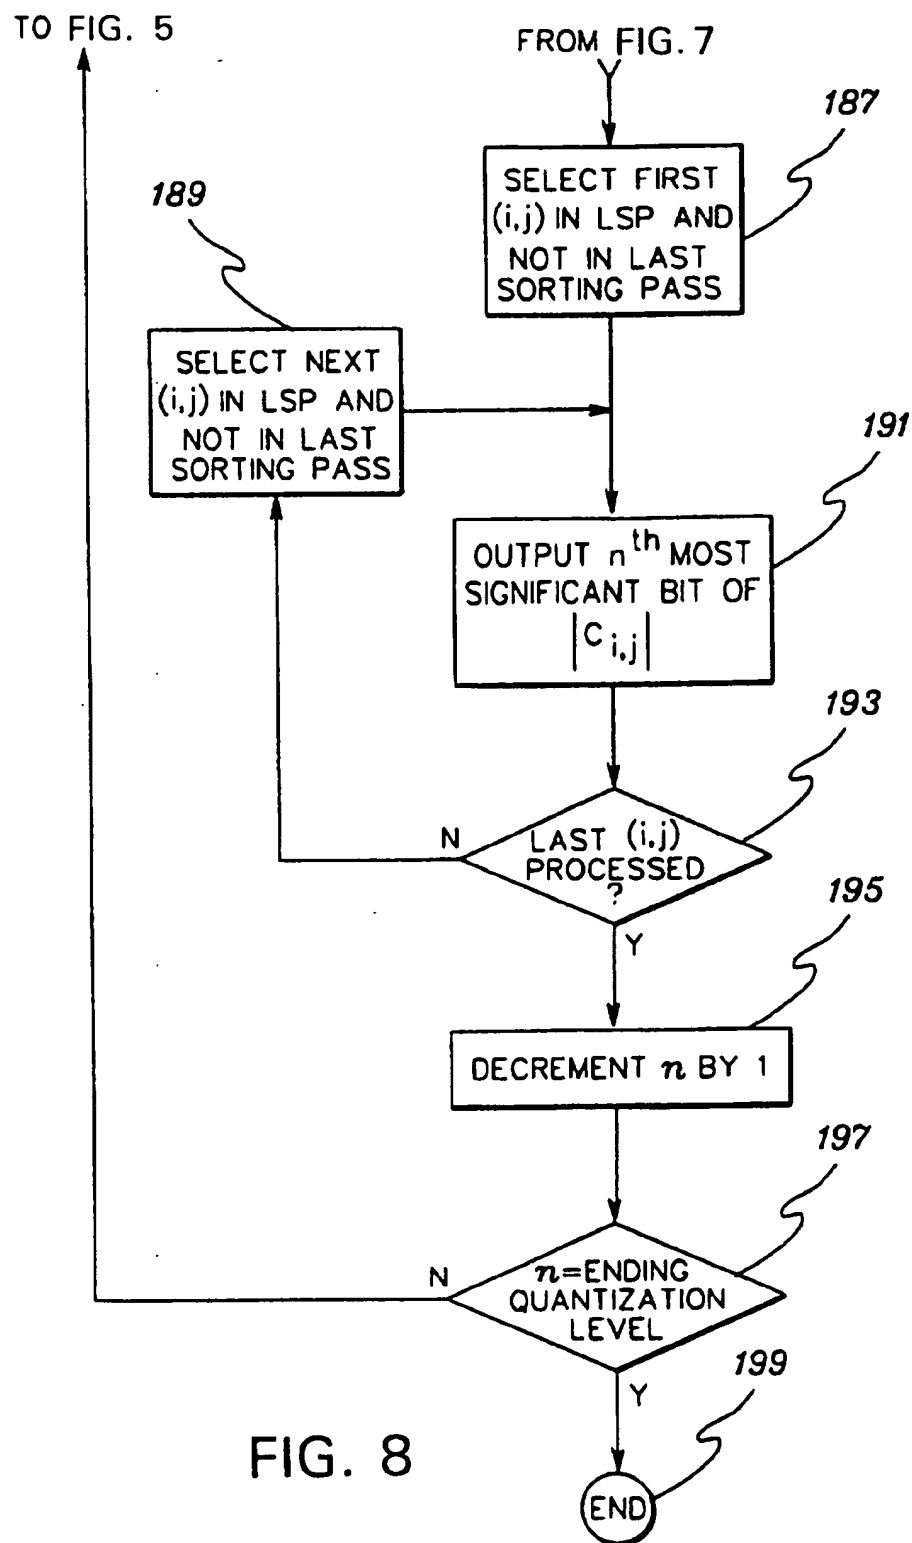 TO FIG. 5
FROM FIG. 7
187
SELECT FIRST
(i,j) IN LSP AND
NOT IN LAST
SORTING PASS
189
SELECT NEXT
(i,j) IN LSP AND
NOT IN LAST
SORTING PASS
191
OUTPUT nth MOST
SIGNIFICANT BIT OF
|Ci,j|
193
LAST (i,j)
PROCESSED
?
N
Y
195
DECREMENT n BY 1
197
n=ENDING
QUANTIZATION
LEVEL
N
Y
199
END
FIG. 8